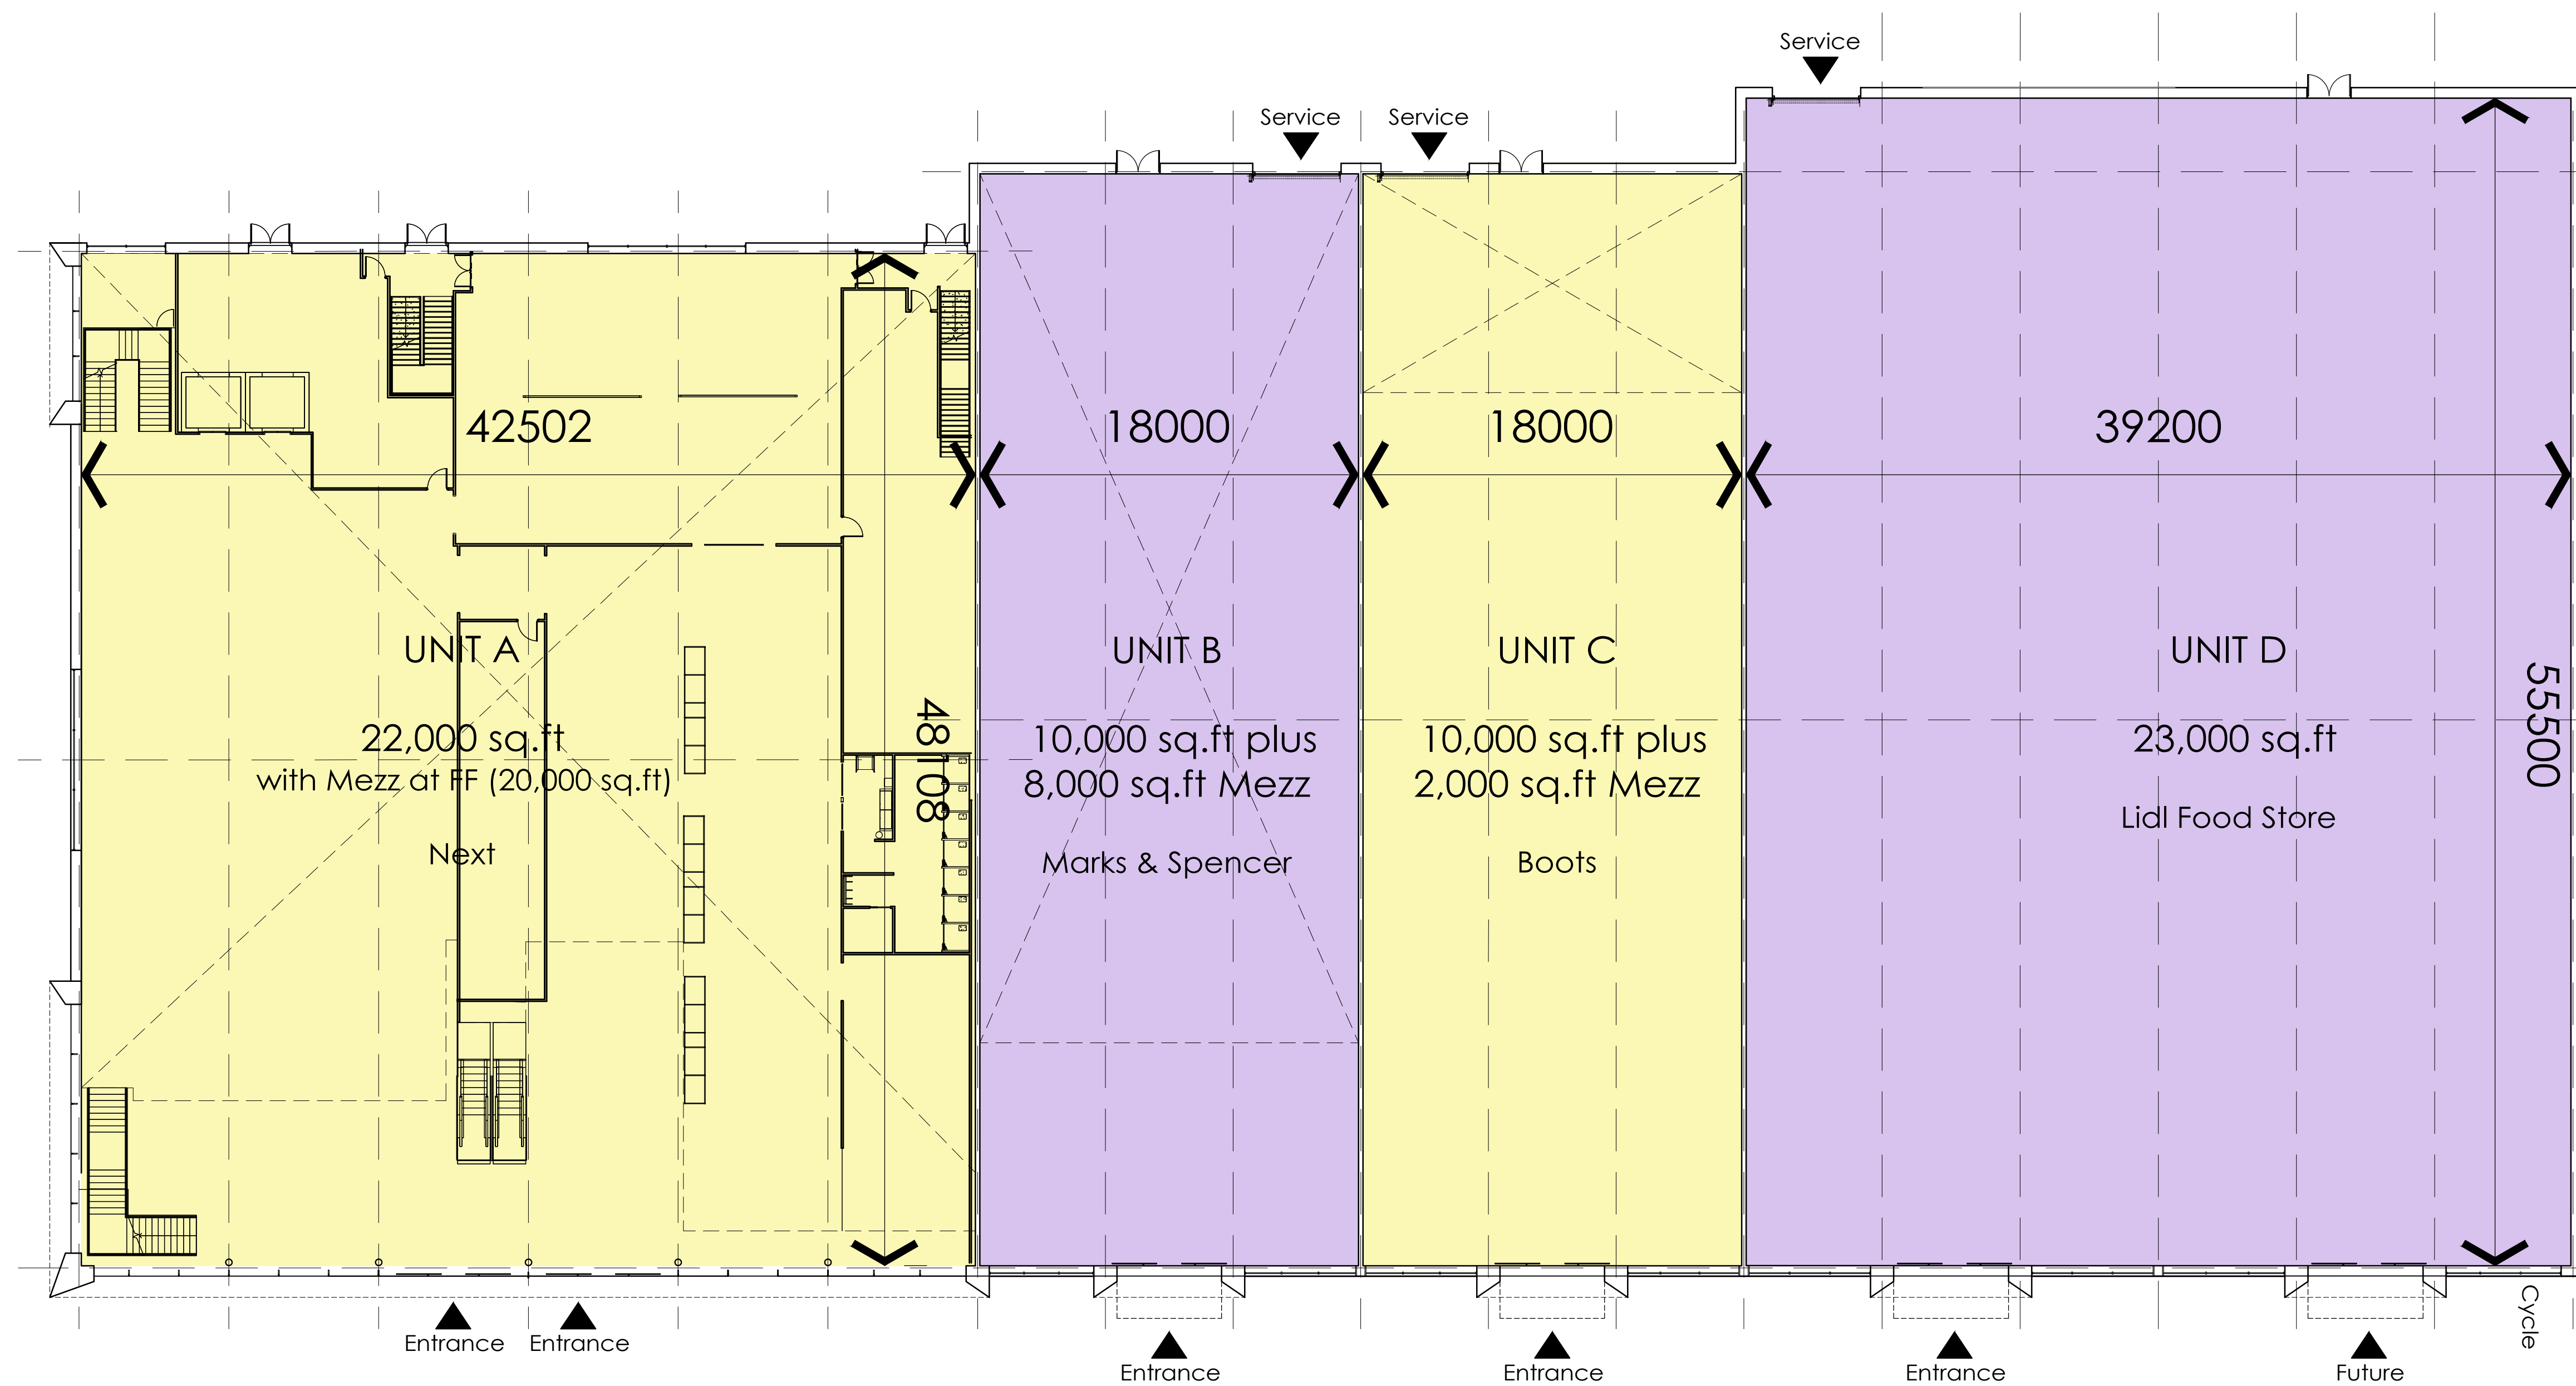 Service
Service
Service
42502
18000
18000
39200
UNIT A
UNIT B
UNIT C
UNIT D
22,000 sq.ft
with Mezz at FF (20,000 sq.ft)
Next
48108
10,000 sq.ft plus
8,000 sq.ft Mezz
Marks & Spencer
10,000 sq.ft plus
2,000 sq.ft Mezz
Boots
23,000 sq.ft
Lidl Food Store
55500
Entrance
Entrance
Entrance
Entrance
Entrance
Future
Cycle